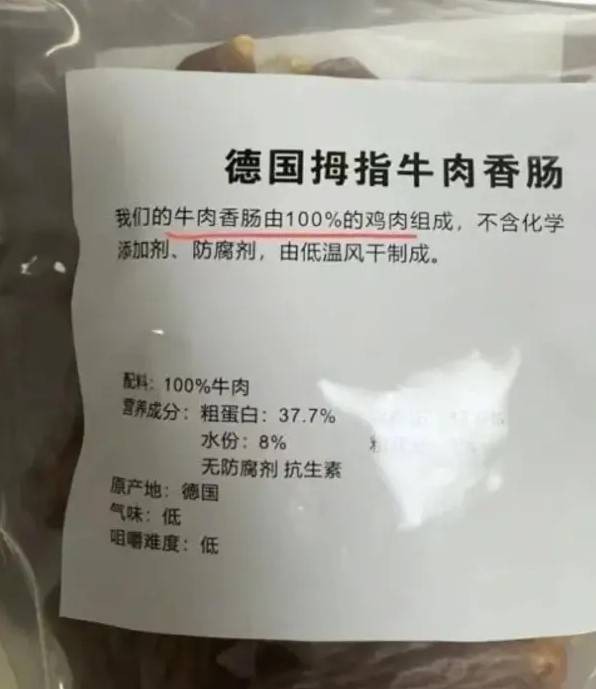 德国拇指牛肉香肠
我们的牛肉香肠由100%的鸡肉组成，不含化学
添加剂、防腐剂，由低温风干制成。
配料：100%牛肉
营养成分：粗蛋白：37.7%
水份：8%
无防腐剂 抗生素
原产地：德国
气味：低
咀嚼难度：低